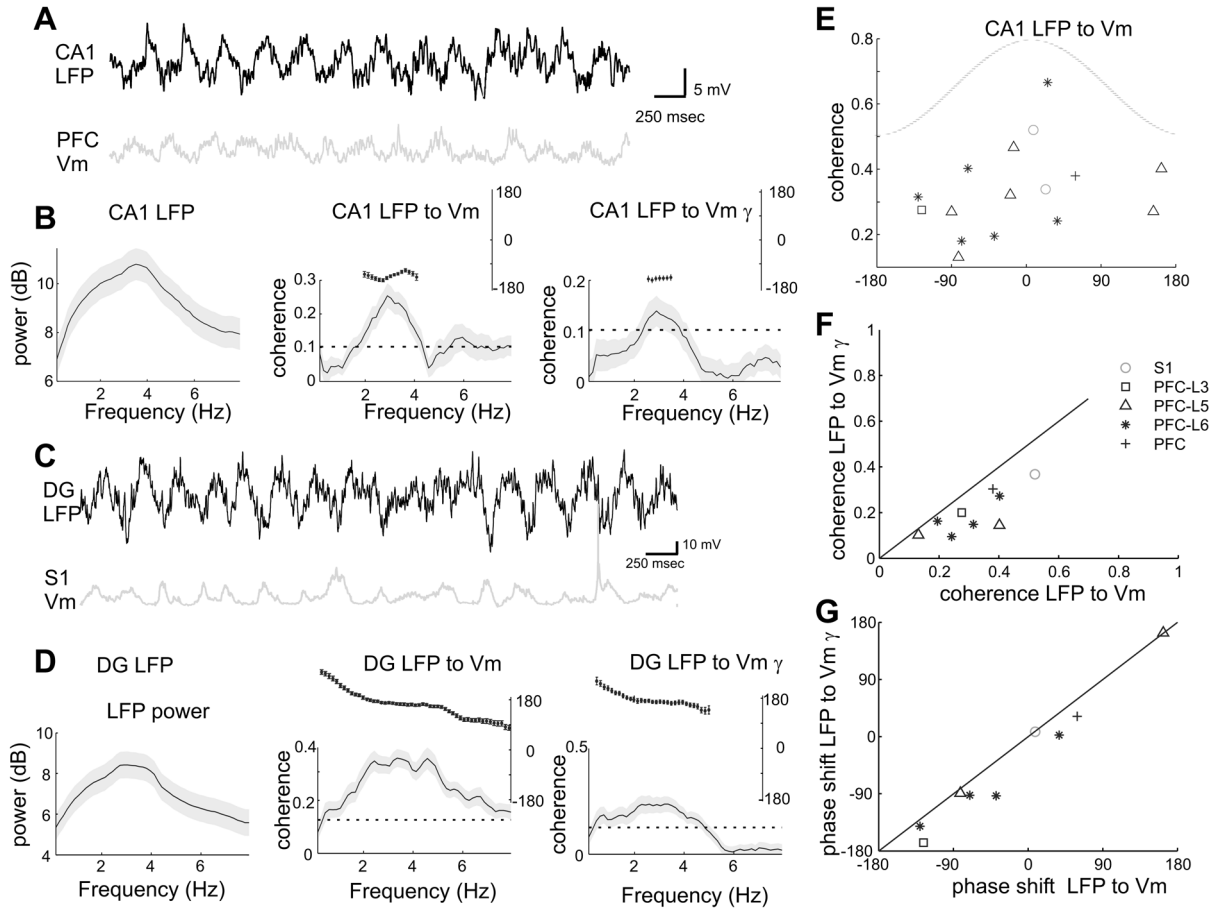 A
CA1
LFP
5 mV
250 msec
PFC
Vm
B
CA1 LFP
power (dB)
10
8
6
2
4
6
Frequency (Hz)
CA1 LFP to Vm
180
0
-180
coherence
0.3
0.2
0.1
0
2
4
6
Frequency (Hz)
CA1 LFP to Vm γ
180
0
-180
coherence
0.2
0.1
0
2
4
6
Frequency (Hz)
C
DG
LFP
10 mV
250 msec
S1
Vm
D
DG LFP
LFP power
power (dB)
10
8
6
4
2
4
6
Frequency (Hz)
DG LFP to Vm
180
0
-180
coherence
0.4
0.2
0
2
4
6
Frequency (Hz)
DG LFP to Vm γ
180
0
-180
coherence
0.5
0
2
4
6
Frequency (Hz)
E
CA1 LFP to Vm
coherence
0.8
0.6
0.4
0.2
-180
-90
0
90
180
F
coherence LFP to Vm γ
1
0.8
0.6
0.4
0.2
0
0
0.2
0.4
0.6
0.8
1
coherence LFP to Vm
S1
PFC-L3
PFC-L5
PFC-L6
PFC
G
phase shift LFP to Vm γ
180
90
0
-90
-180
-180
-90
0
90
180
phase shift LFP to Vm